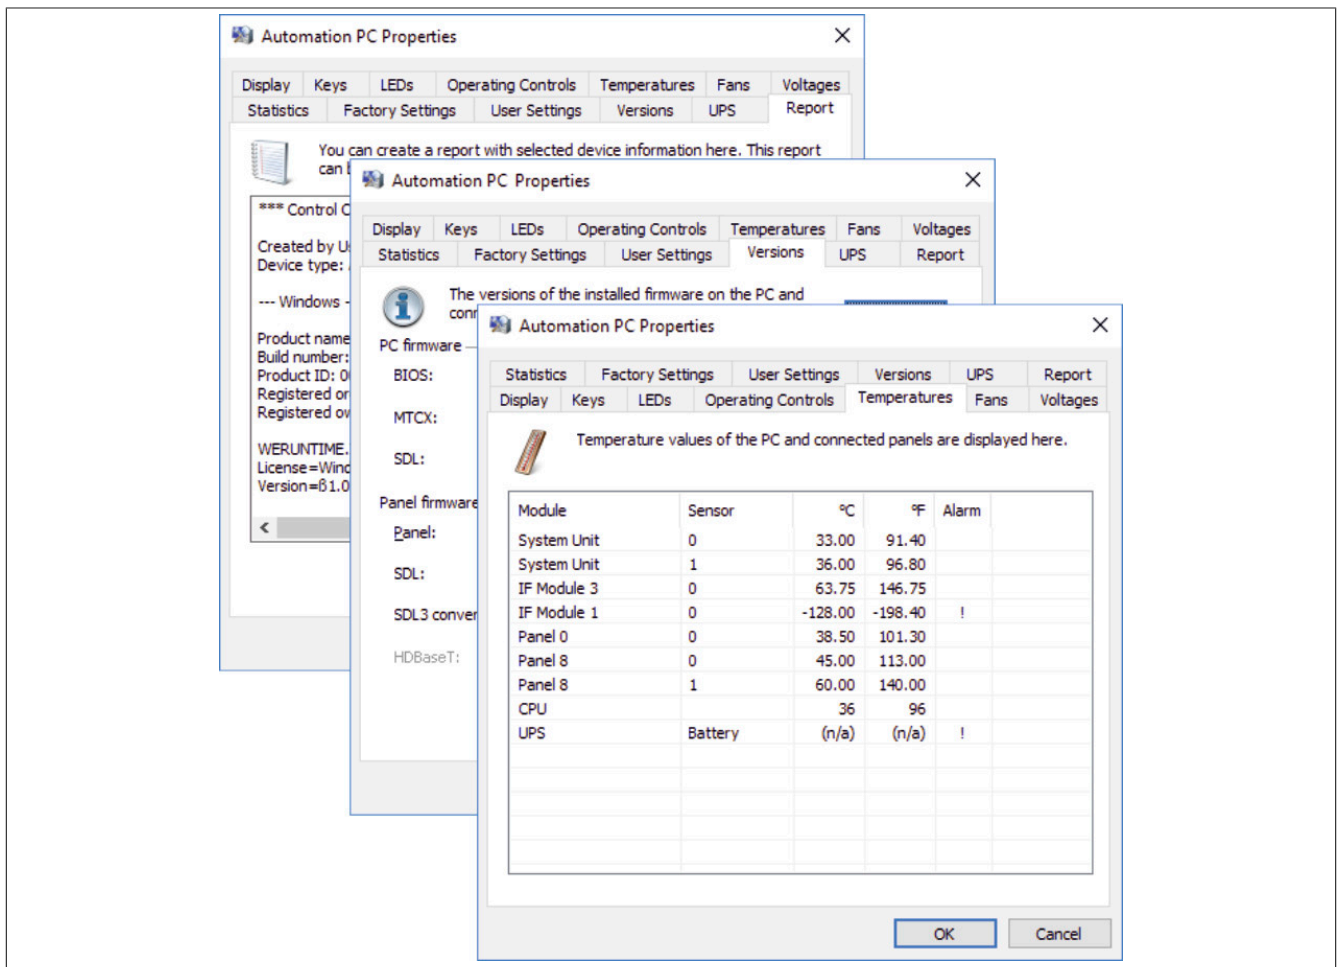 Automation PC Properties
Display Keys LEDs Operating Controls Temperatures Fans Voltages
Statistics Factory Settings User Settings Versions UPS Report
You can create a report with selected device information here. This report
can
*** Control
Created by
Device type:
--- Windows -
Product name
Build number:
Product ID:
Registered
Registered
WERUNTIME.
License=Wind
Version=ß1.0
Automation PC Properties
Display Keys LEDs Operating Controls Temperatures Fans Voltages
Statistics Factory Settings User Settings Versions UPS Report
The versions of the installed firmware on the PC and
PC firmware
BIOS:
MTCX:
SDL:
Panel firmware
Panel:
SDL:
SDL3 conver
HDBaseT:
Automation PC Properties
Statistics Factory Settings User Settings Versions UPS Report
Display Keys LEDs Operating Controls Temperatures Fans Voltages
Temperature values of the PC and connected panels are displayed here.
Module Sensor °C °F Alarm
System Unit 0 33.00 91.40
System Unit 1 36.00 96.80
IF Module 3 0 63.75 146.75
IF Module 1 0 -128.00 -198.40 !
Panel 0 0 38.50 101.30
Panel 8 0 45.00 113.00
Panel 8 1 60.00 140.00
CPU 36 96
UPS Battery (n/a) (n/a) !
OK Cancel